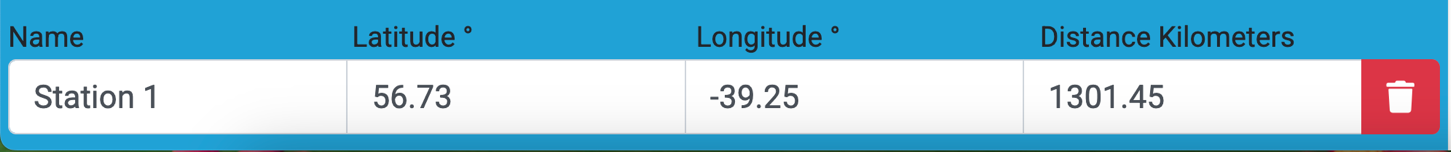 Name Latitude ° Longitude ° Distance Kilometers
Station 1 56.73 -39.25 1301.45